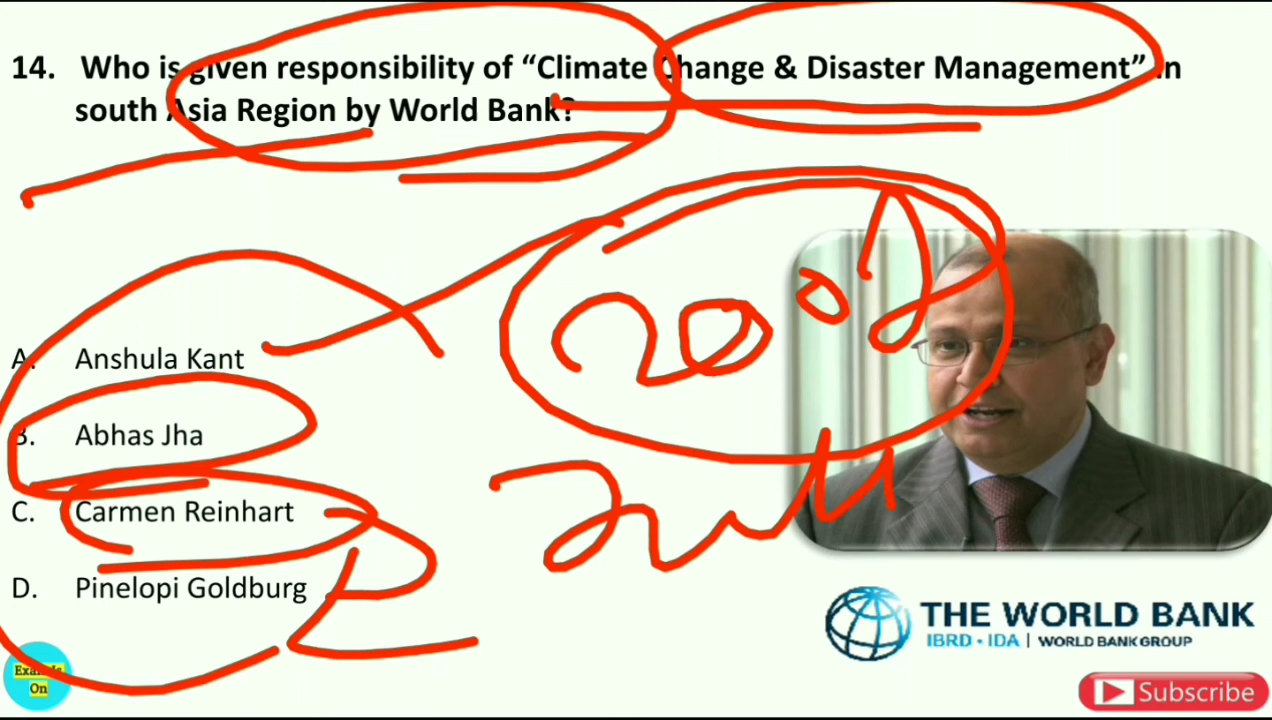 14. Who is given responsibility of “Climate Change & Disaster Management” in
south Asia Region by World Bank?
A. Anshula Kant
B. Abhas Jha
C. Carmen Reinhart
D. Pinelopi Goldburg
THE WORLD BANK
IBRD • IDA | WORLD BANK GROUP
On
Subscribe